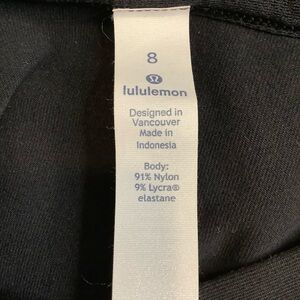 8
lululemon
Designed in
Vancouver
Made in
Indonesia
Body:
91% Nylon
9% Lycra®
elastane